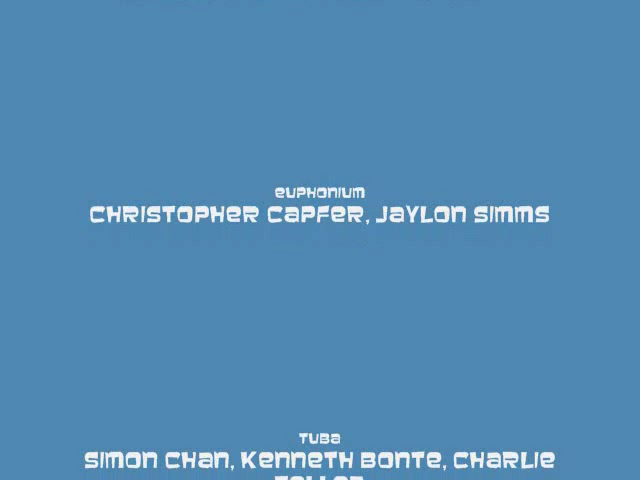 EUPHONIUM
CHRISTOPHER CAPFER, JAYLON SIMMS
TUBA
SIMON CHAN, KENNETH BONTE, CHARLIE